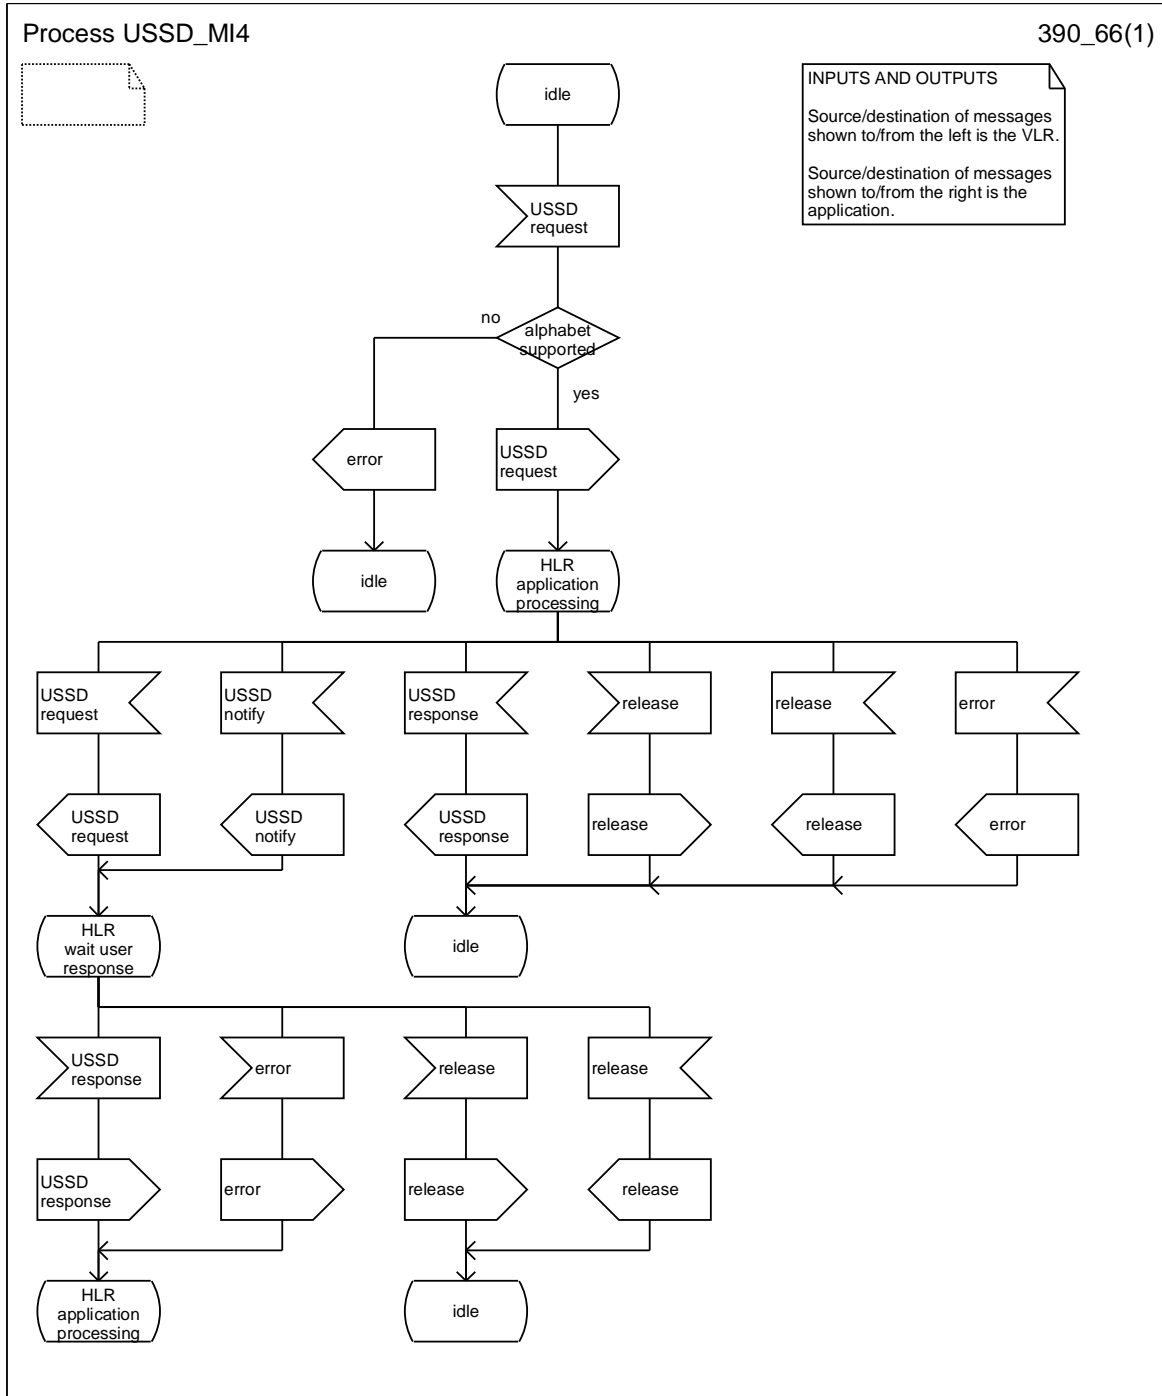 Process USSD_MI4
390_66(1)
idle
INPUTS AND OUTPUTS
Source/destination of messages
shown to/from the left is the VLR.
Source/destination of messages
shown to/from the right is the
application.
USSD
request
no
alphabet
supported
yes
error
USSD
request
idle
HLR
application
processing
USSD
request
USSD
notify
USSD
response
release
release
error
USSD
request
USSD
notify
USSD
response
release
release
error
HLR
wait user
response
idle
USSD
response
error
release
release
USSD
response
error
release
release
HLR
application
processing
idle